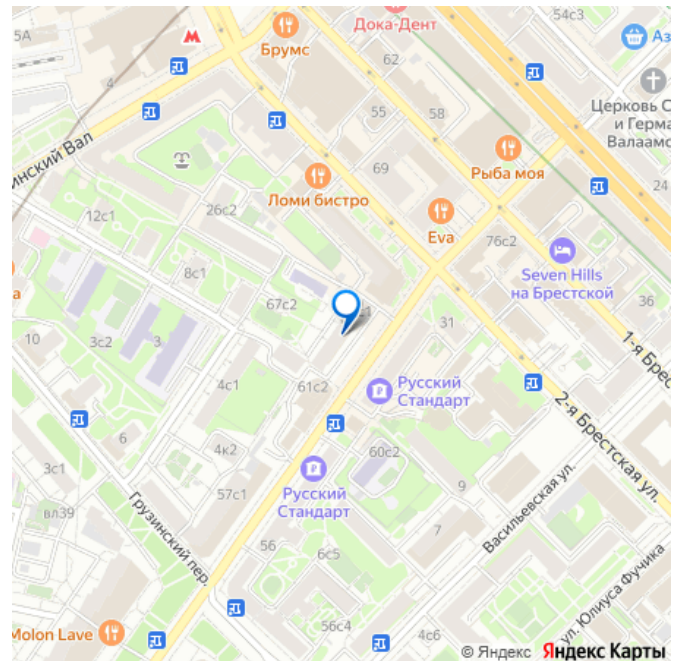 5А
М
Брумс
Дока-Дент
54с3
Аз
62
55
58
Церковь С
и Герма
Валаамс
инский Вал
69
Рыба моя
24
Ломи бистро
26с2
12с1
Eva
76с2
Seven Hills
на Брестской
8с1
а
67с2
с1
36
31
1-я Брес
10
3с2
3
4с1
61с2
Русский
Стандарт
2-я Брестская ул.
6
4к2
60с2
3с1
57с1
Русский
Стандарт
9
Васильевская ул.
вл39
Грузинский пер.
56
7
6с5
ул. Юлиуса Фучика
Molon Lave
56с4
4с6
© Яндекс Яндекс Карты